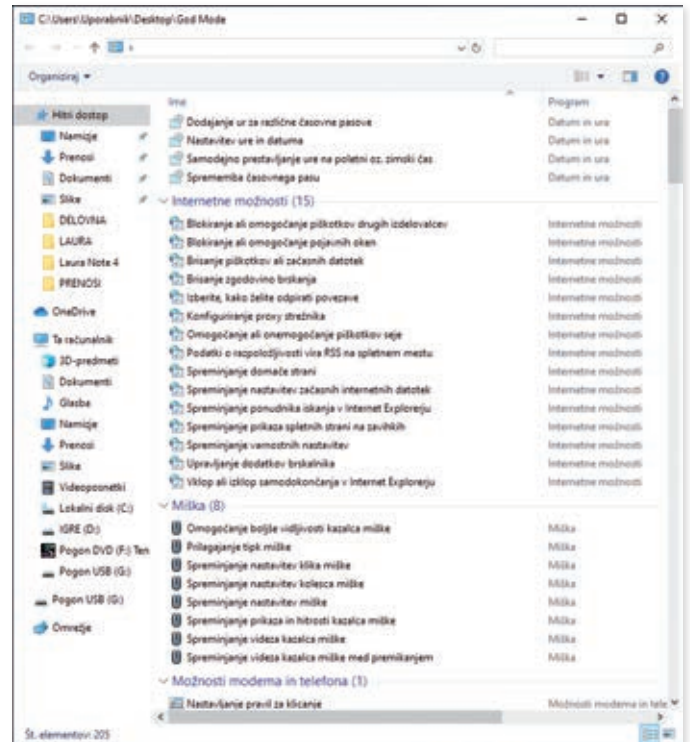 C:\Users\Uporabnik\Desktop\God Mode
Organiziraj
Hitri dostop
Namizje
Prenosi
Dokumenti
Slike
DELOVNA
LAURA
Laura Note 4
PRENOSI
OneDrive
Ta računalnik
3D-predmeti
Dokumenti
Glasba
Namizje
Prenosi
Slike
Videoposnetki
Lokalni disk (C:)
IGRE (D:)
Pogon DVD (F:) Ten
Pogon USB (G:)
Pogon USB (G:)
Omrežje
Ime Program
Dodajanje ur za različne časovne pasove Datum in ura
Nastavitev ure in datuma Datum in ura
Samodejno prestavljanje ure na poletni oz. zimski čas Datum in ura
Sprememba časovnega pasu Datum in ura
Internetne možnosti (15)
Blokiranje ali omogočanje piškotkov drugih izdelovalcev Internetne možnosti
Blokiranje ali omogočanje pojavnih oken Internetne možnosti
Brisanje piškotkov ali začasnih datotek Internetne možnosti
Brisanje zgodovino brskanja Internetne možnosti
Izberite, kako želite odpirati povezave Internetne možnosti
Konfiguriranje proxy strežnika Internetne možnosti
Omogočanje ali onemogočanje piškotkov seje Internetne možnosti
Podatki o razpoložljivosti vira RSS na spletnem mestu Internetne možnosti
Spreminjanje domače strani Internetne možnosti
Spreminjanje nastavitev začasnih internetnih datotek Internetne možnosti
Spreminjanje ponudnika iskanja v Internet Explorerju Internetne možnosti
Spreminjanje prikaza spletnih strani na zavihkih Internetne možnosti
Spreminjanje varnostnih nastavitev Internetne možnosti
Upravljanje dodatkov brskalnika Internetne možnosti
Vklop ali izklop samodokončanja v Internet Explorerju Internetne možnosti
Miška (8)
Omogočanje boljše vidljivosti kazalca miške Miška
Prilagajanje tipk miške Miška
Spreminjanje nastavitev klika miške Miška
Spreminjanje nastavitev kolesca miške Miška
Spreminjanje nastavitev miške Miška
Spreminjanje prikaza in hitrosti kazalca miške Miška
Spreminjanje videza kazalca miške Miška
Spreminjanje videza kazalca miške med premikanjem Miška
Možnosti modema in telefona (1)
Nastavljanje pravil za klicanje Možnosti modema in tele
Št. elementov: 205